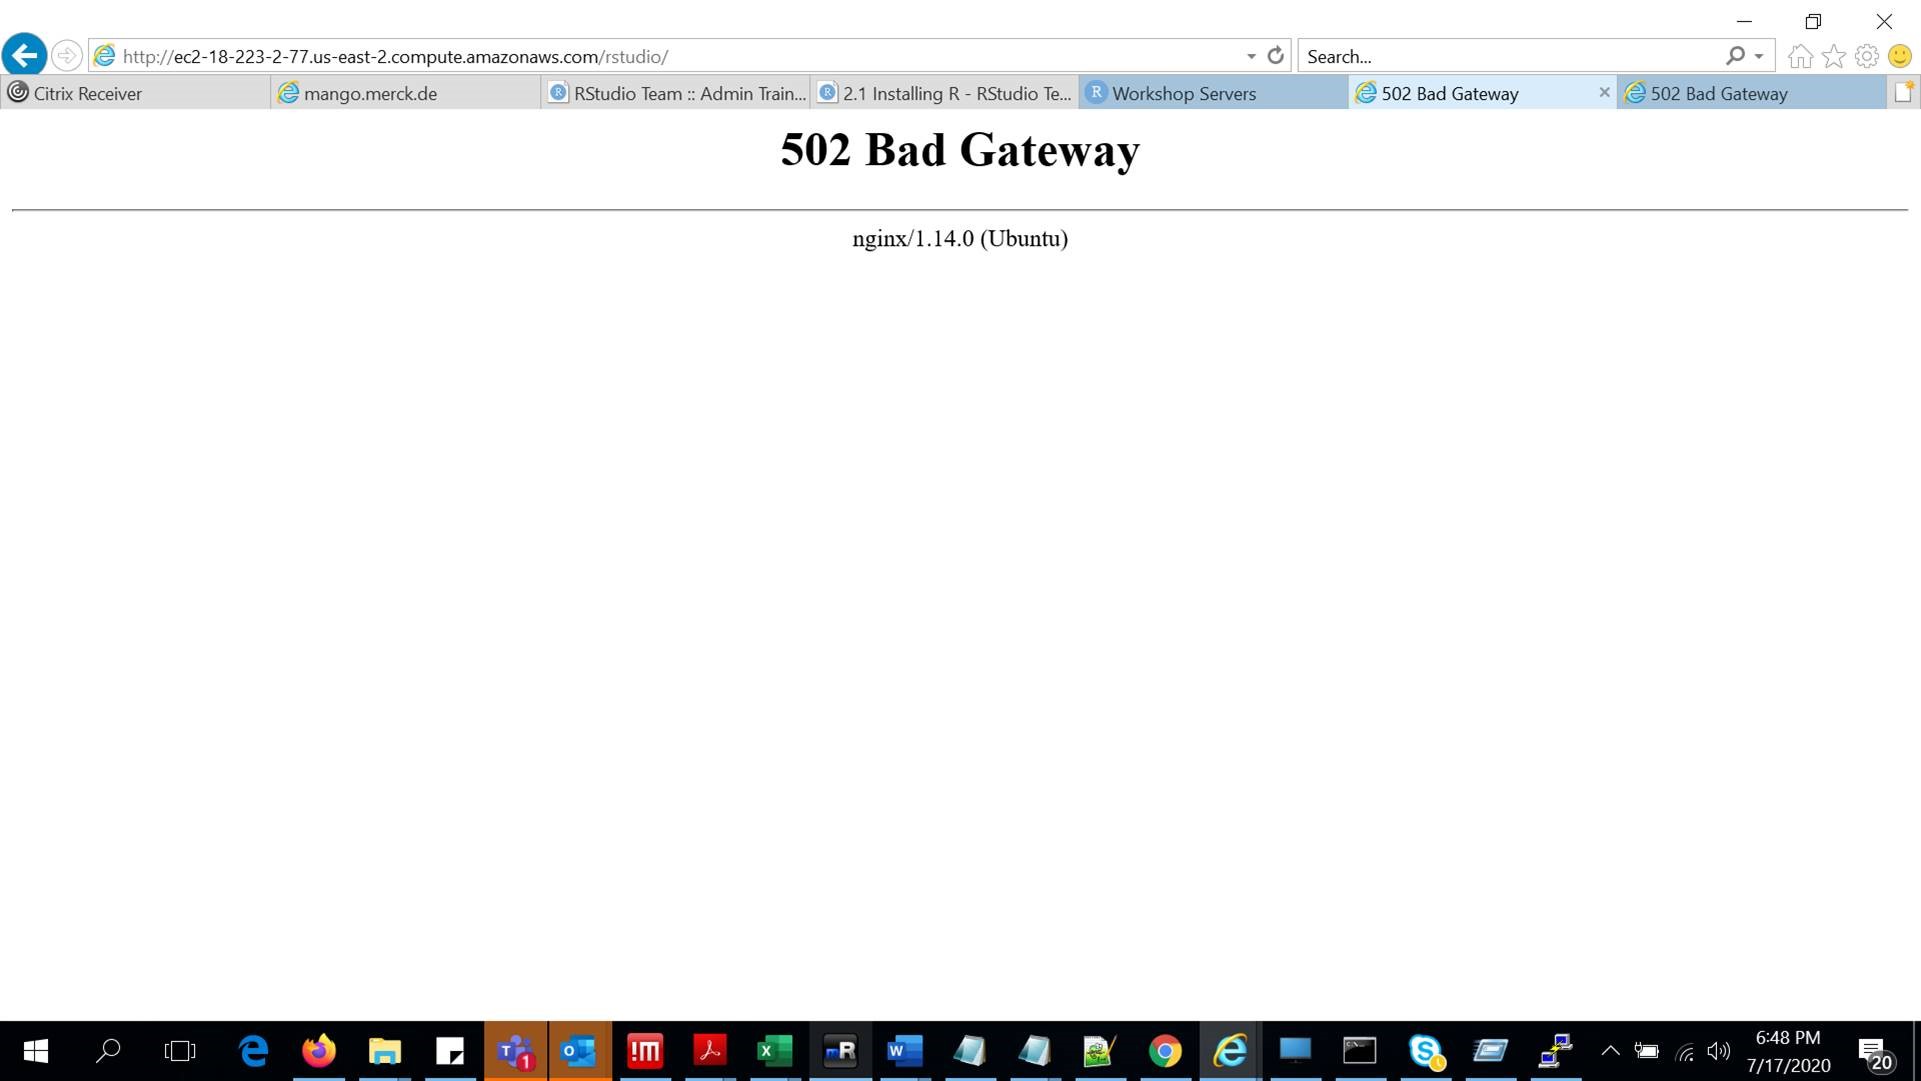 http://ec2-18-223-2-77.us-east-2.compute.amazonaws.com/rstudio/
Search...
Citrix Receiver
mango.merck.de
RStudio Team :: Admin Train...
2.1 Installing R - RStudio Te...
Workshop Servers
502 Bad Gateway
502 Bad Gateway
502 Bad Gateway
nginx/1.14.0 (Ubuntu)
6:48 PM
7/17/2020
20